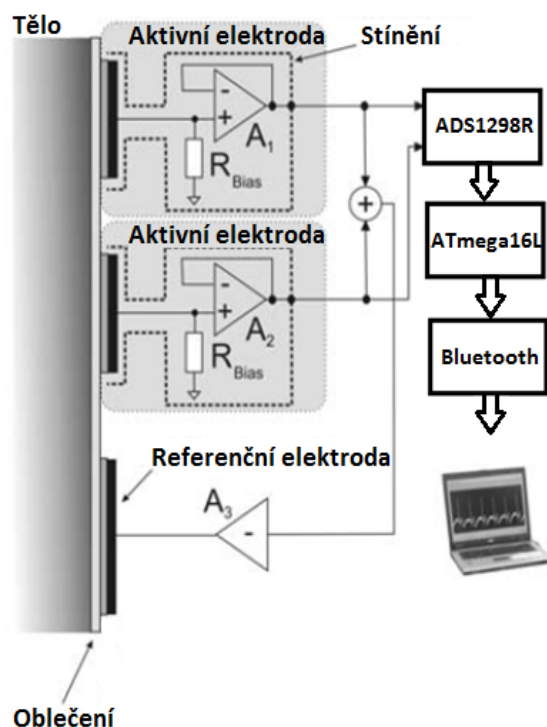 Tělo
Aktivní elektroda
Stínění
-
+
A1
RBias
ADS1298R
+
ATmega16L
Aktivní elektroda
-
+
A2
RBias
Bluetooth
Referenční elektroda
A3
-
Oblečení